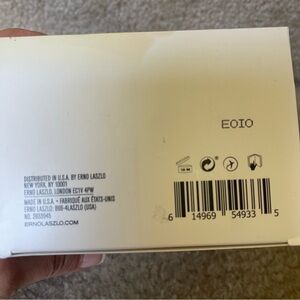 EOIO
DISTRIBUTED IN U.S.A. BY ERNO LASZLO
NEW YORK, NY 10001
ERNO LASZLO, LONDON EC1V 4PW
MADE IN U.S.A. • FABRIQUÉ AUX ÉTATS-UNIS
ERNO LASZLO: 888-4LASZLO (USA)
ERNOLASZLO.COM
6 14969 54933 5